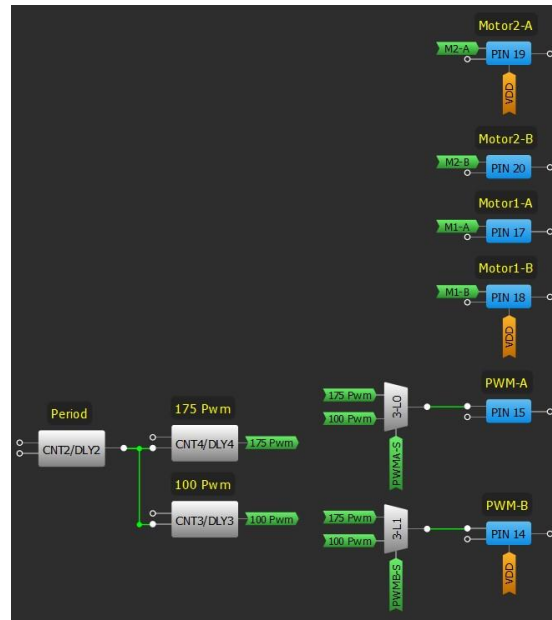 Motor2-A
M2-A
PIN 19
VDD
Motor2-B
M2-B
PIN 20
Motor1-A
M1-A
PIN 17
Motor1-B
M1-B
PIN 18
VDD
Period
CNT2/DLY2
175 Pwm
CNT4/DLY4
175 Pwm
100 Pwm
CNT3/DLY3
100 Pwm
175 Pwm
100 Pwm
3-L0
PWMA-S
PWM-A
PIN 15
175 Pwm
100 Pwm
3-L1
PWMB-S
PWM-B
PIN 14
VDD